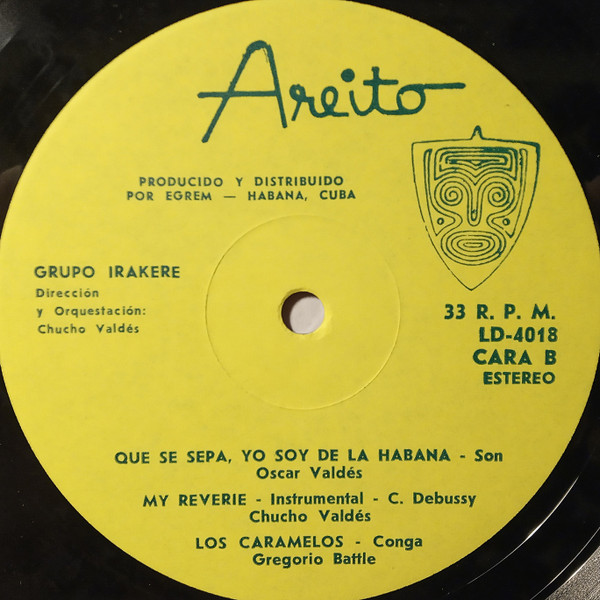 Areito
PRODUCIDO Y DISTRIBUIDO
POR EGREM — HABANA, CUBA
GRUPO IRAKERE
Dirección
y Orquestación:
Chucho Valdés
33 R. P. M.
LD-4018
CARA B
ESTEREO
QUE SE SEPA, YO SOY DE LA HABANA - Son
Oscar Valdés
MY REVERIE - Instrumental - C. Debussy
Chucho Valdés
LOS CARAMELOS - Conga
Gregorio Battle